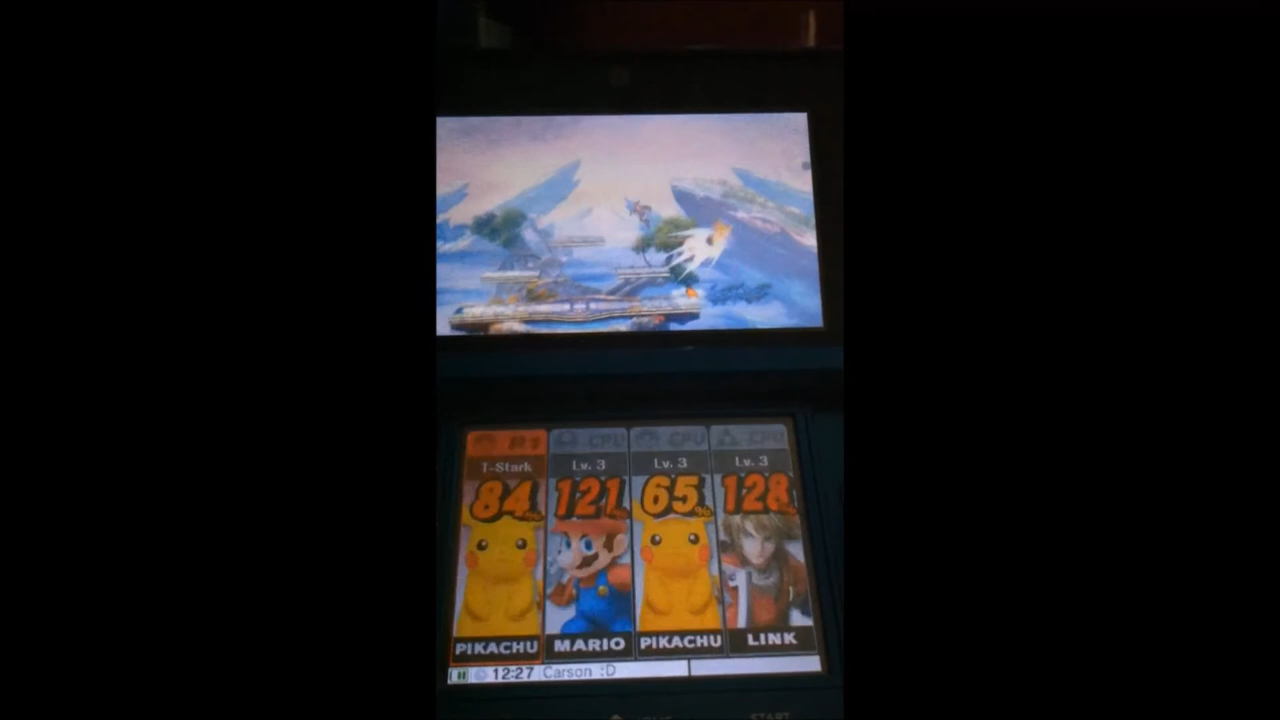 CPU CPU CPU
T-Stark Lv. 3 Lv. 3 Lv. 3
84% 121% 65% 128%
PIKACHU MARIO PIKACHU LINK
12:27 Carson :D
START